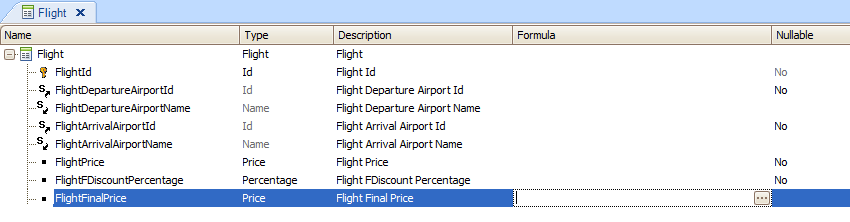 Flight
Name Type Description Formula Nullable
Flight Flight Flight
FlightId Id Flight Id No
FlightDepartureAirportId Id Flight Departure Airport Id No
FlightDepartureAirportName Name Flight Departure Airport Name
FlightArrivalAirportId Id Flight Arrival Airport Id No
FlightArrivalAirportName Name Flight Arrival Airport Name
FlightPrice Price Flight Price No
FlightFDiscountPercentage Percentage Flight FDiscount Percentage No
FlightFinalPrice Price Flight Final Price